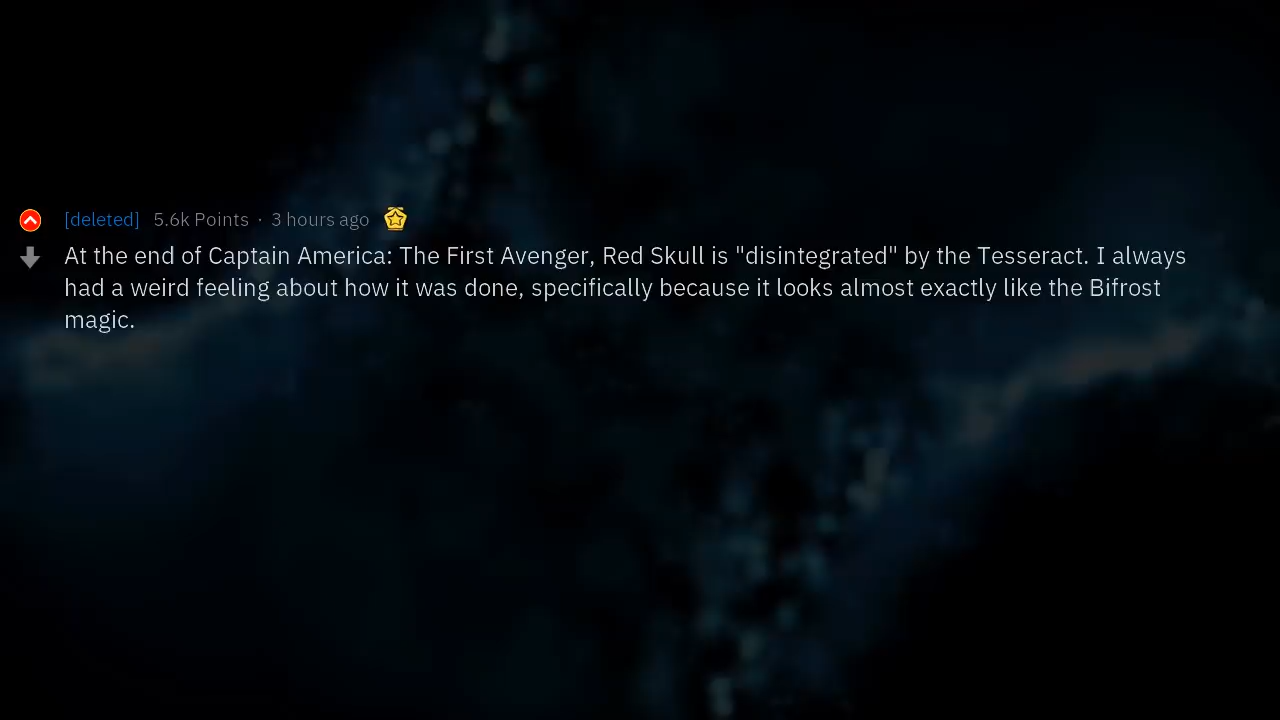 [deleted] 5.6k Points · 3 hours ago
At the end of Captain America: The First Avenger, Red Skull is "disintegrated" by the Tesseract. I always
had a weird feeling about how it was done, specifically because it looks almost exactly like the Bifrost
magic.